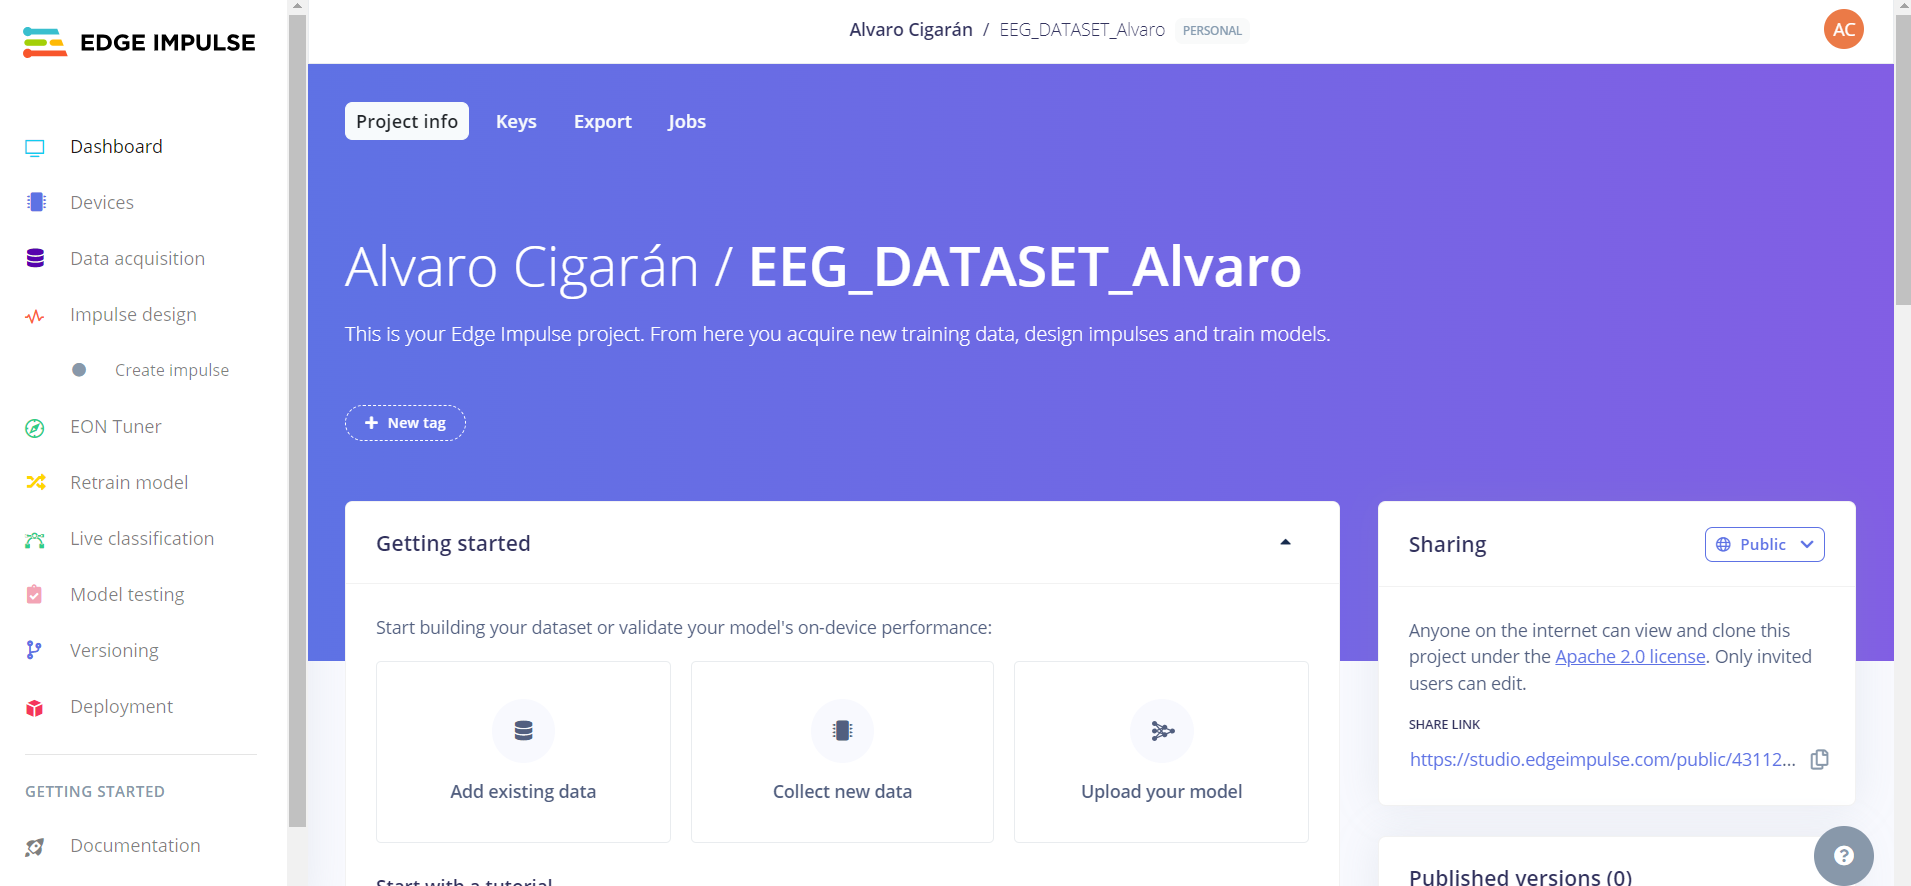 EDGE IMPULSE
Dashboard
Devices
Data acquisition
Impulse design
Create impulse
EON Tuner
Retrain model
Live classification
Model testing
Versioning
Deployment
GETTING STARTED
Documentation
Alvaro Cigarán / EEG_DATASET_Alvaro PERSONAL
AC
Project info Keys Export Jobs
Alvaro Cigarán / EEG_DATASET_Alvaro
This is your Edge Impulse project. From here you acquire new training data, design impulses and train models.
+ New tag
Getting started
Start building your dataset or validate your model's on-device performance:
Add existing data
Collect new data
Upload your model
Start with a tutorial
Sharing
Public
Anyone on the internet can view and clone this
project under the Apache 2.0 license. Only invited
users can edit.
SHARE LINK
https://studio.edgeimpulse.com/public/43112...
Published versions (0)
?